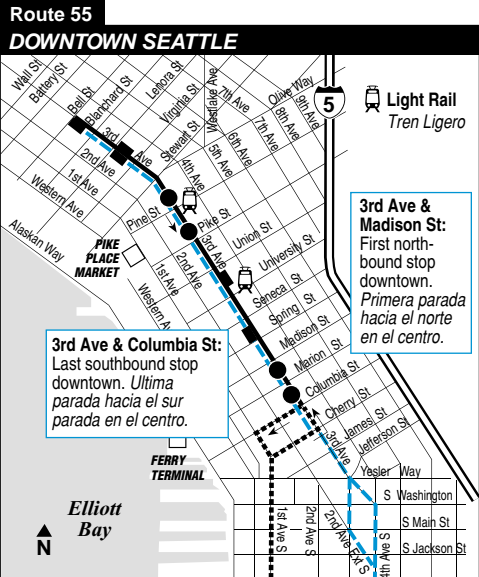 Route 55
DOWNTOWN SEATTLE
Wall St
Battery St
Bell St
Blanchard St
Lenora St
Virginia St
Stewart St
Westlake Ave
7th Ave
Olive Way
9th Ave
8th Ave
7th Ave
6th Ave
5th Ave
4th Ave
3rd Ave
2nd Ave
1st Ave
Western Ave
Alaskan Way
5
Light Rail
Tren Ligero
Pine St
Pike St
3rd Ave
2nd Ave
1st Ave
Western Ave
Union St
University St
Seneca St
Spring St
Madison St
Marion St
Columbia St
Cherry St
James St
Jefferson St
3rd Ave
Yesler Way
PIKE
PLACE
MARKET
3rd Ave &
Madison St:
First north-
bound stop
downtown.
Primera parada
hacia el norte
en el centro.
3rd Ave & Columbia St:
Last southbound stop
downtown. Ultima
parada hacia el sur
parada en el centro.
FERRY
TERMINAL
Elliott
Bay
N
S Washington
S Main St
S Jackson St
1st Ave S
2nd Ave S
2nd Ave Ext S
4th Ave S